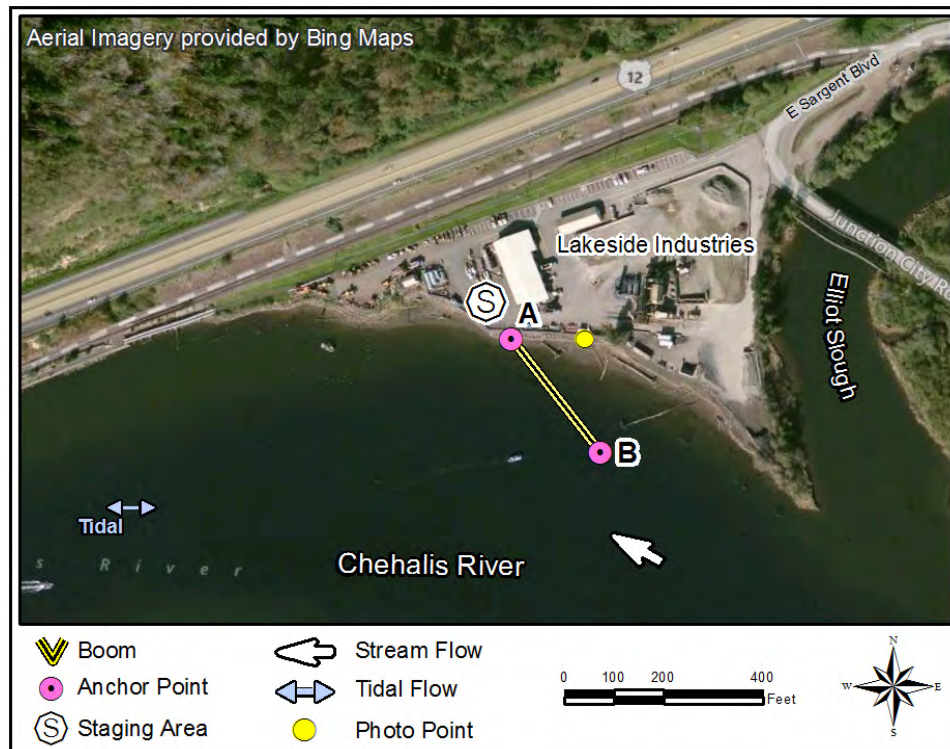 Aerial Imagery provided by Bing Maps
12
E Sargent Blvd
Junction City Rd
Lakeside Industries
Elliot Slough
S
A
B
Tidal
s River
Chehalis River
Boom
Stream Flow
Anchor Point
Tidal Flow
S Staging Area
Photo Point
0 100 200 400
Feet
N
W E
S